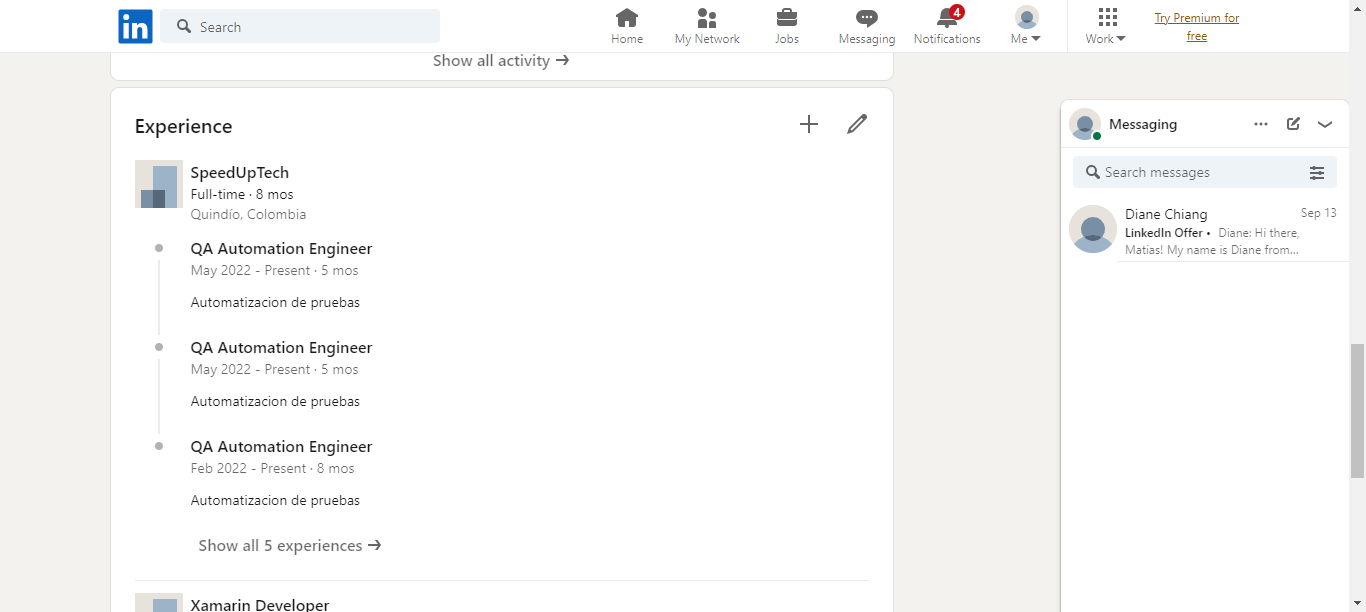 in
Search
Home
My Network
Jobs
Messaging
4
Notifications
Me
Work
Try Premium for
free
Show all activity →
Experience
SpeedUpTech
Full-time · 8 mos
Quindío, Colombia
QA Automation Engineer
May 2022 - Present · 5 mos
Automatizacion de pruebas
QA Automation Engineer
May 2022 - Present · 5 mos
Automatizacion de pruebas
QA Automation Engineer
Feb 2022 - Present · 8 mos
Automatizacion de pruebas
Show all 5 experiences →
Xamarin Developer
Messaging
Search messages
Diane Chiang Sep 13
LinkedIn Offer • Diane: Hi there,
Matias! My name is Diane from...